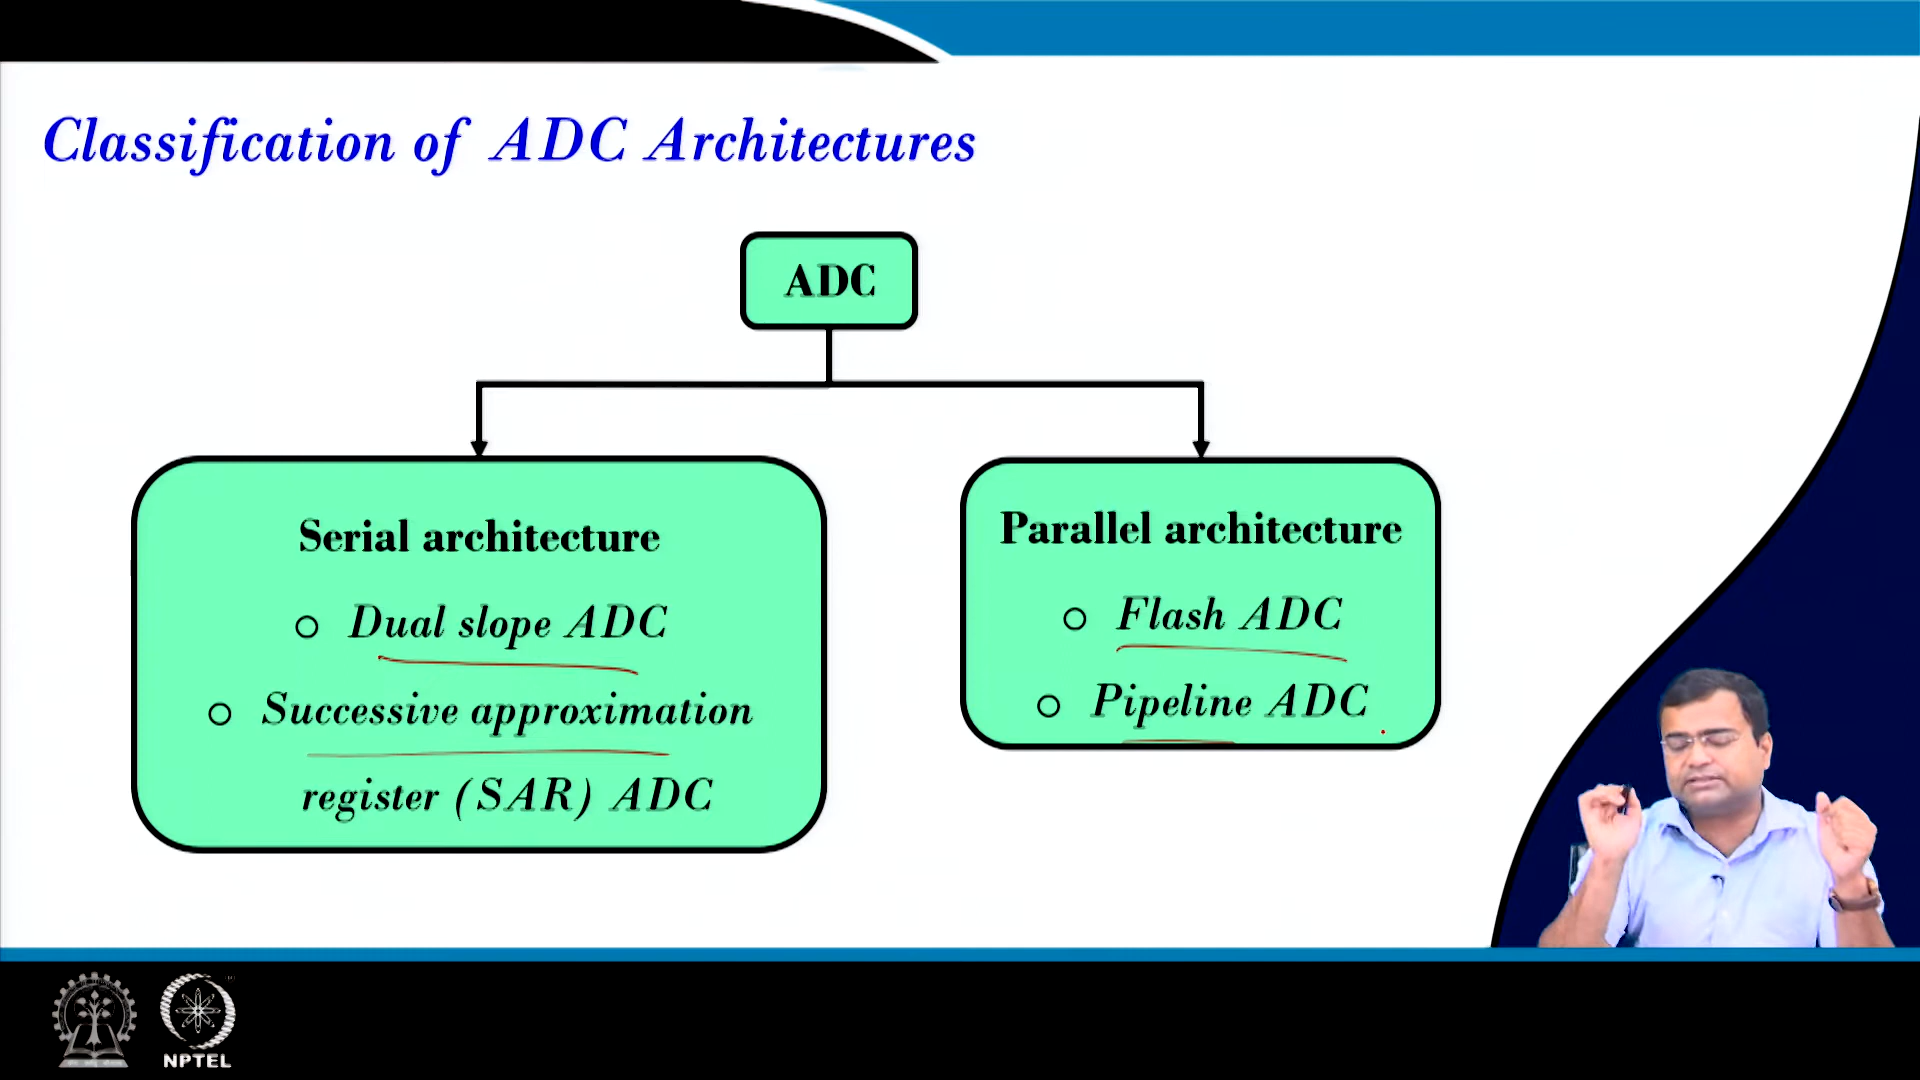 Classification of ADC Architectures
ADC
Serial architecture
Dual slope ADC
Successive approximation
register (SAR) ADC
Parallel architecture
Flash ADC
Pipeline ADC
NPTEL